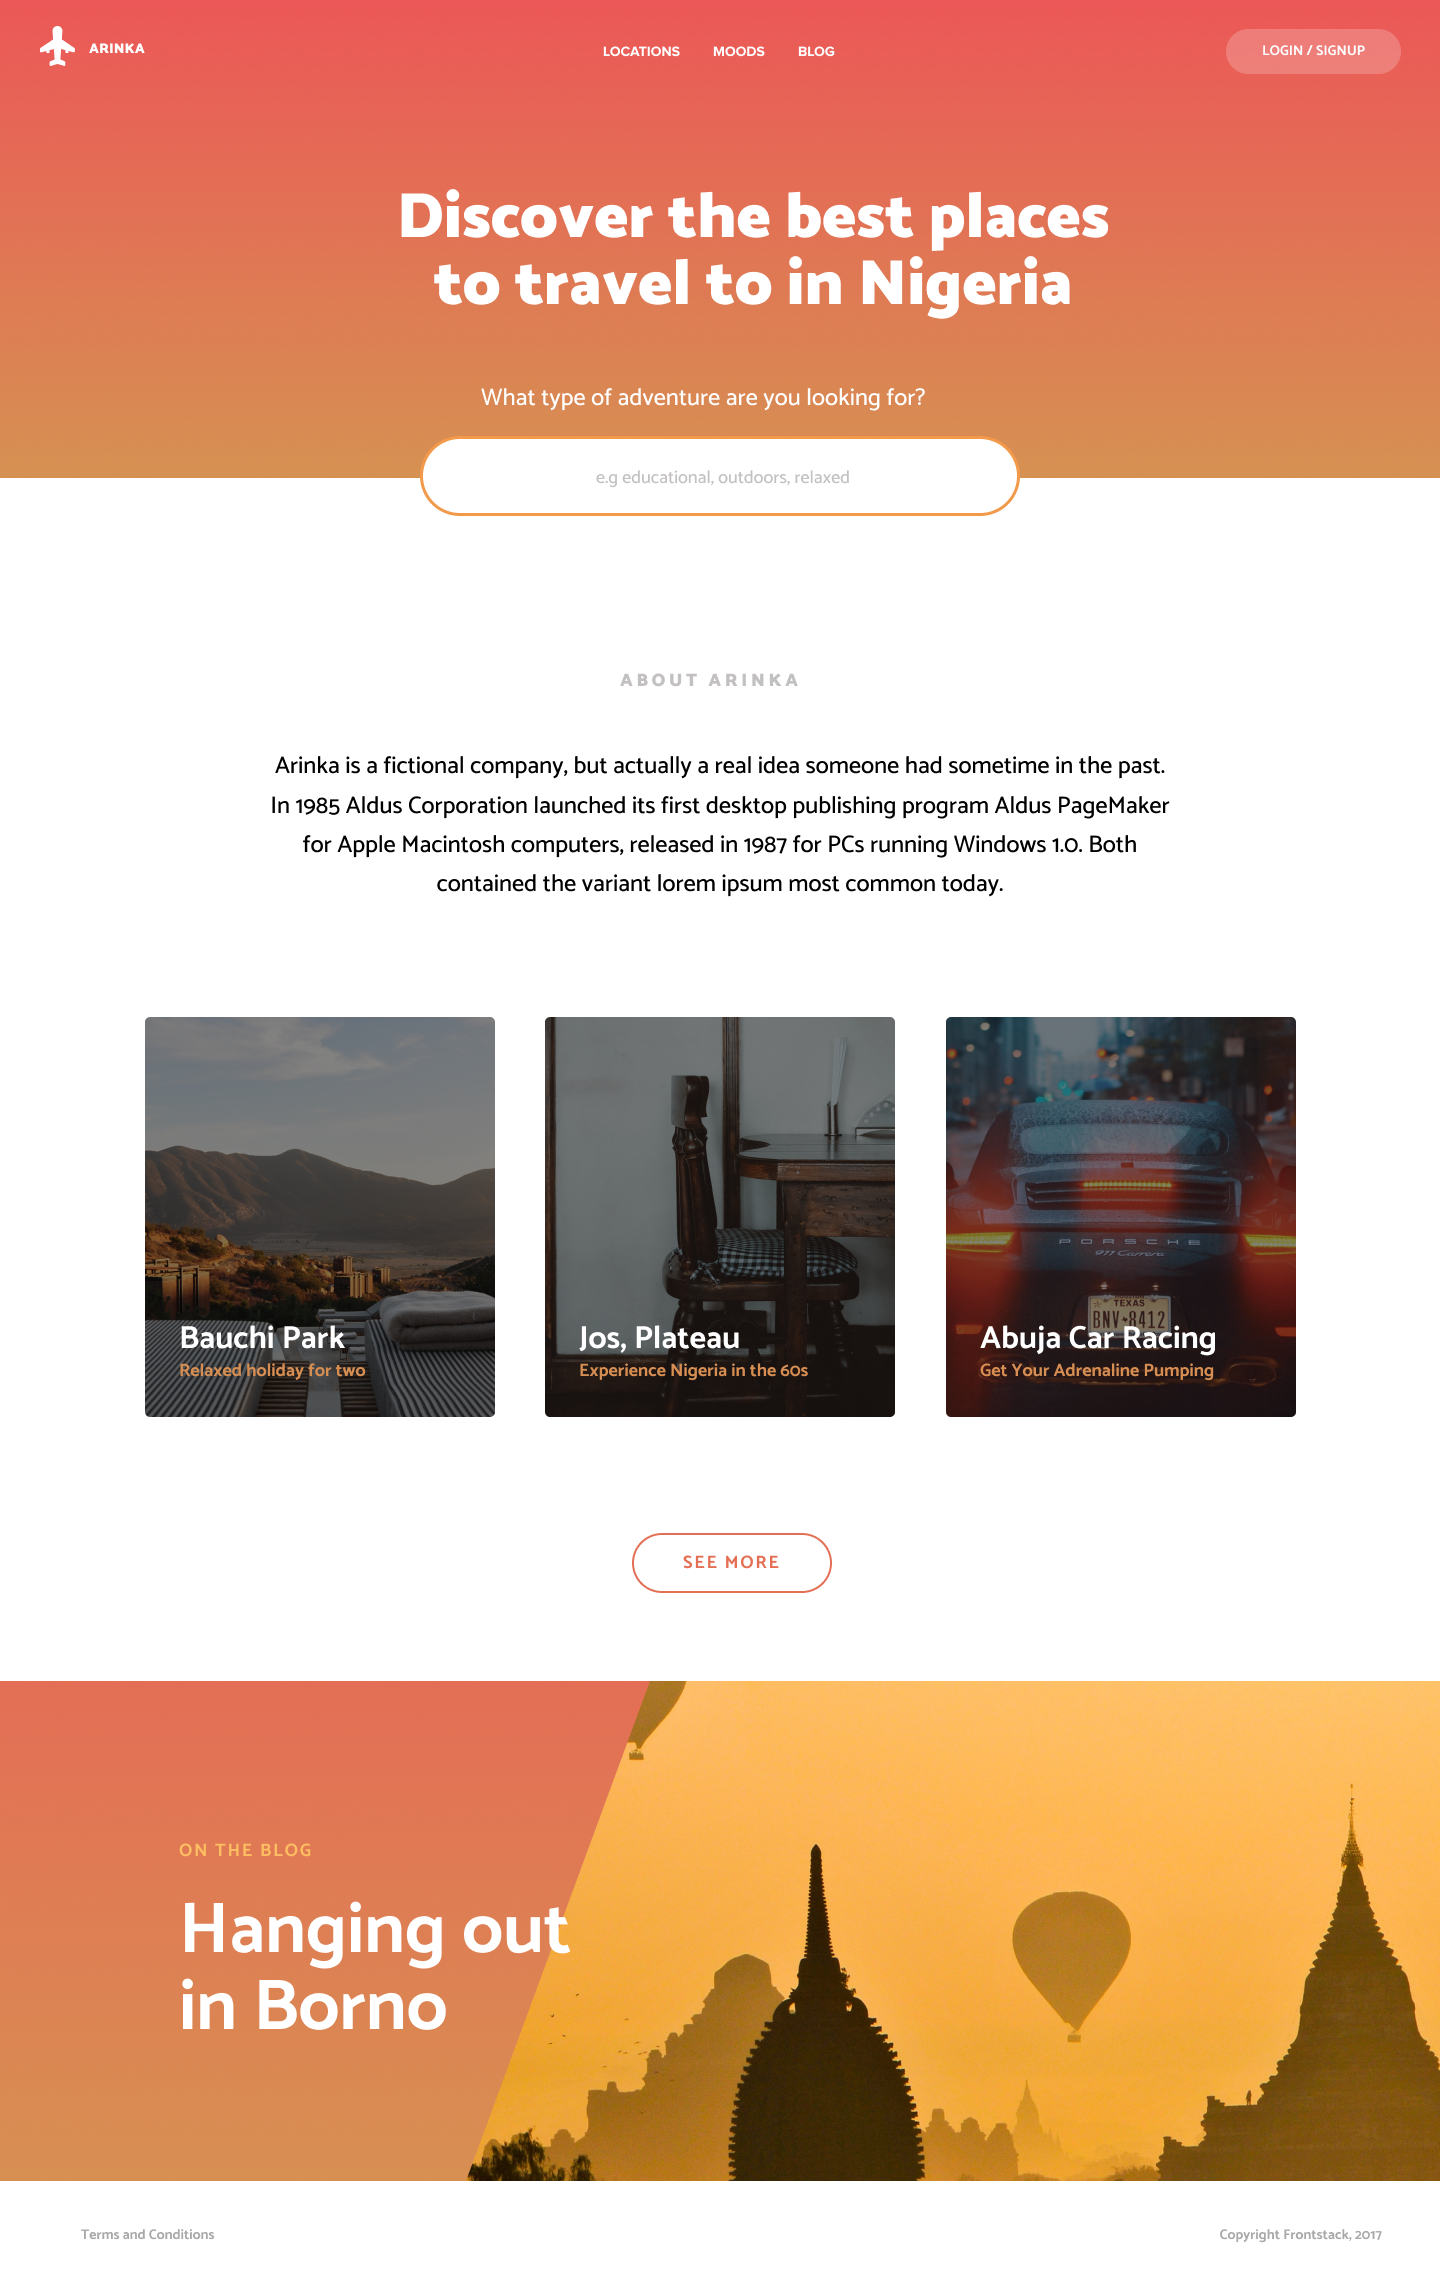 ARINKA
LOCATIONS MOODS BLOG
LOGIN / SIGNUP
Discover the best places
to travel to in Nigeria
What type of adventure are you looking for?
e.g educational, outdoors, relaxed
ABOUT ARINKA
Arinka is a fictional company, but actually a real idea someone had sometime in the past.
In 1985 Aldus Corporation launched its first desktop publishing program Aldus PageMaker
for Apple Macintosh computers, released in 1987 for PCs running Windows 1.0. Both
contained the variant lorem ipsum most common today.
Bauchi Park
Relaxed holiday for two
Jos, Plateau
Experience Nigeria in the 60s
PORSCHE
911 Carrera
TEXAS
BNV 8412
Abuja Car Racing
Get Your Adrenaline Pumping
SEE MORE
ON THE BLOG
Hanging out
in Borno
Terms and Conditions
Copyright Frontstack, 2017